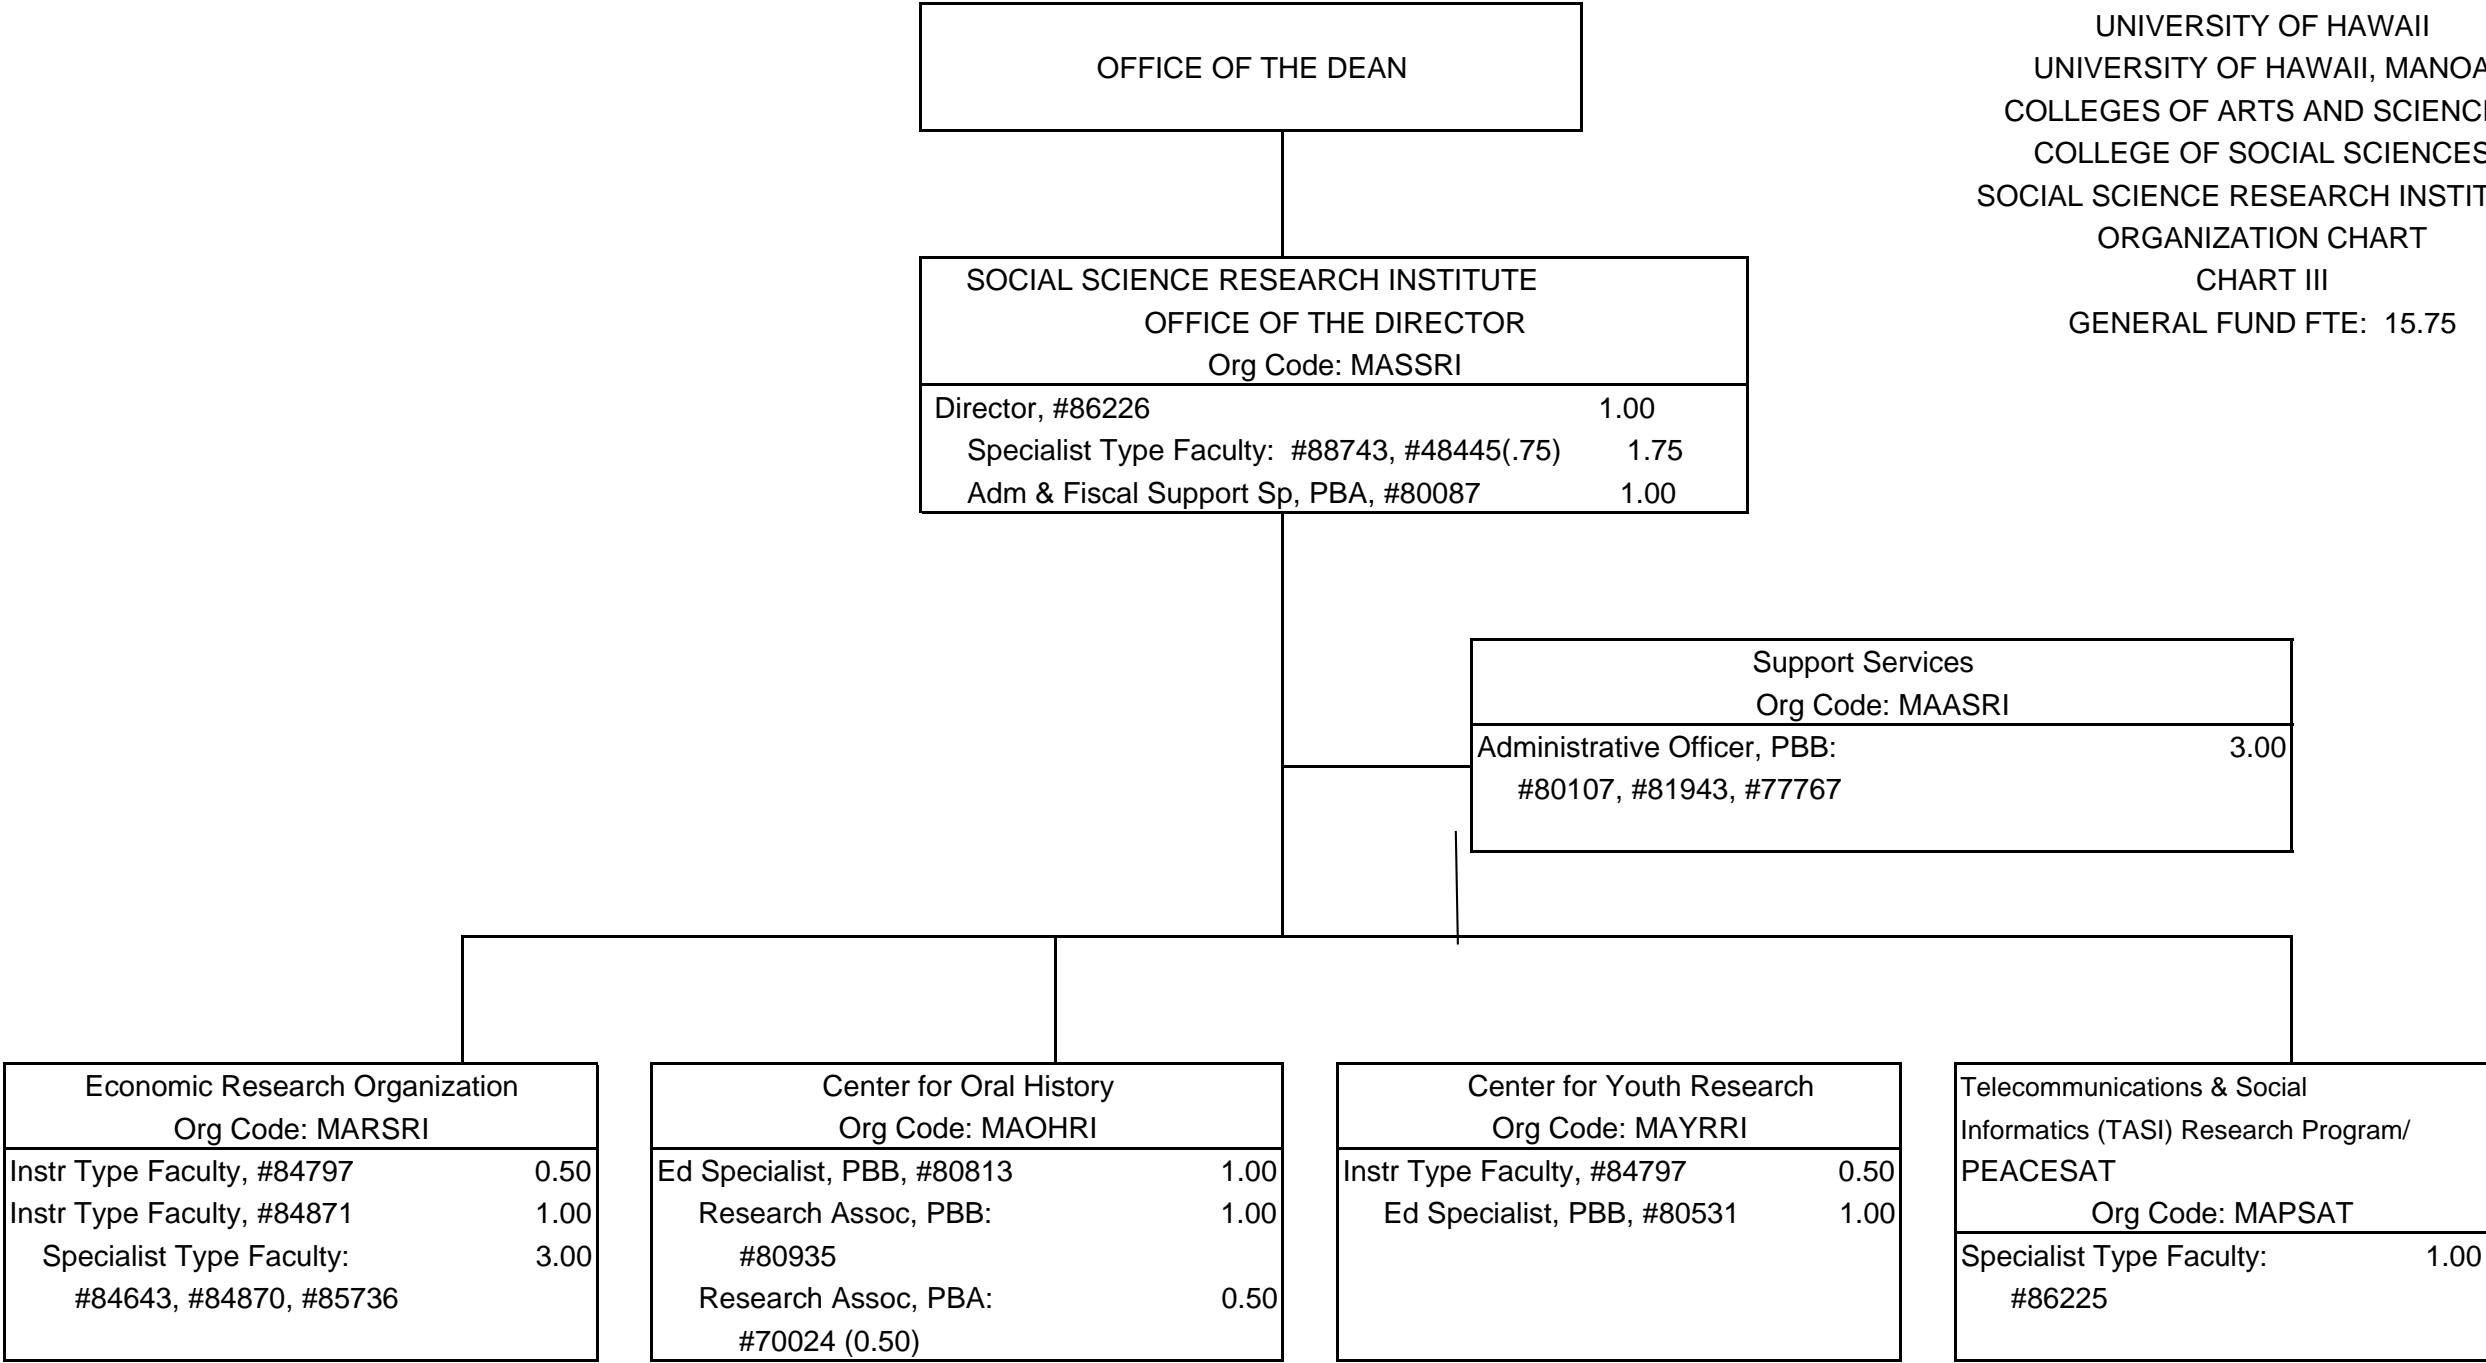 OFFICE OF THE DEAN
UNIVERSITY OF HAWAII
UNIVERSITY OF HAWAII, MANOA
COLLEGES OF ARTS AND
COLLEGE OF SOCIAL SCIENCES
SOCIAL SCIENCE RESEARCH
ORGANIZATION CHART
CHART III
GENERAL FUND FTE: 15.75
SOCIAL SCIENCE RESEARCH INSTITUTE
OFFICE OF THE DIRECTOR
Org Code: MASSRI
Director, #86226 1.00
Specialist Type Faculty: #88743, #48445(.75) 1.75
Adm & Fiscal Support Sp, PBA, #80087 1.00
Support Services
Org Code: MAASRI
Administrative Officer, PBB: 3.00
#80107, #81943, #77767
Economic Research Organization
Org Code: MARSRI
Instr Type Faculty, #84797 0.50
Instr Type Faculty, #84871 1.00
Specialist Type Faculty: 3.00
#84643, #84870, #85736
Center for Oral History
Org Code: MAOHRI
Ed Specialist, PBB, #80813 1.00
Research Assoc, PBB: 1.00
#80935
Research Assoc, PBA: 0.50
#70024 (0.50)
Center for Youth Research
Org Code: MAYRRI
Instr Type Faculty, #84797 0.50
Ed Specialist, PBB, #80531 1.00
Telecommunications & Social
Informatics (TASI) Research Program/
PEACESAT
Org Code: MAPSAT
Specialist Type Faculty: 1.00
#86225